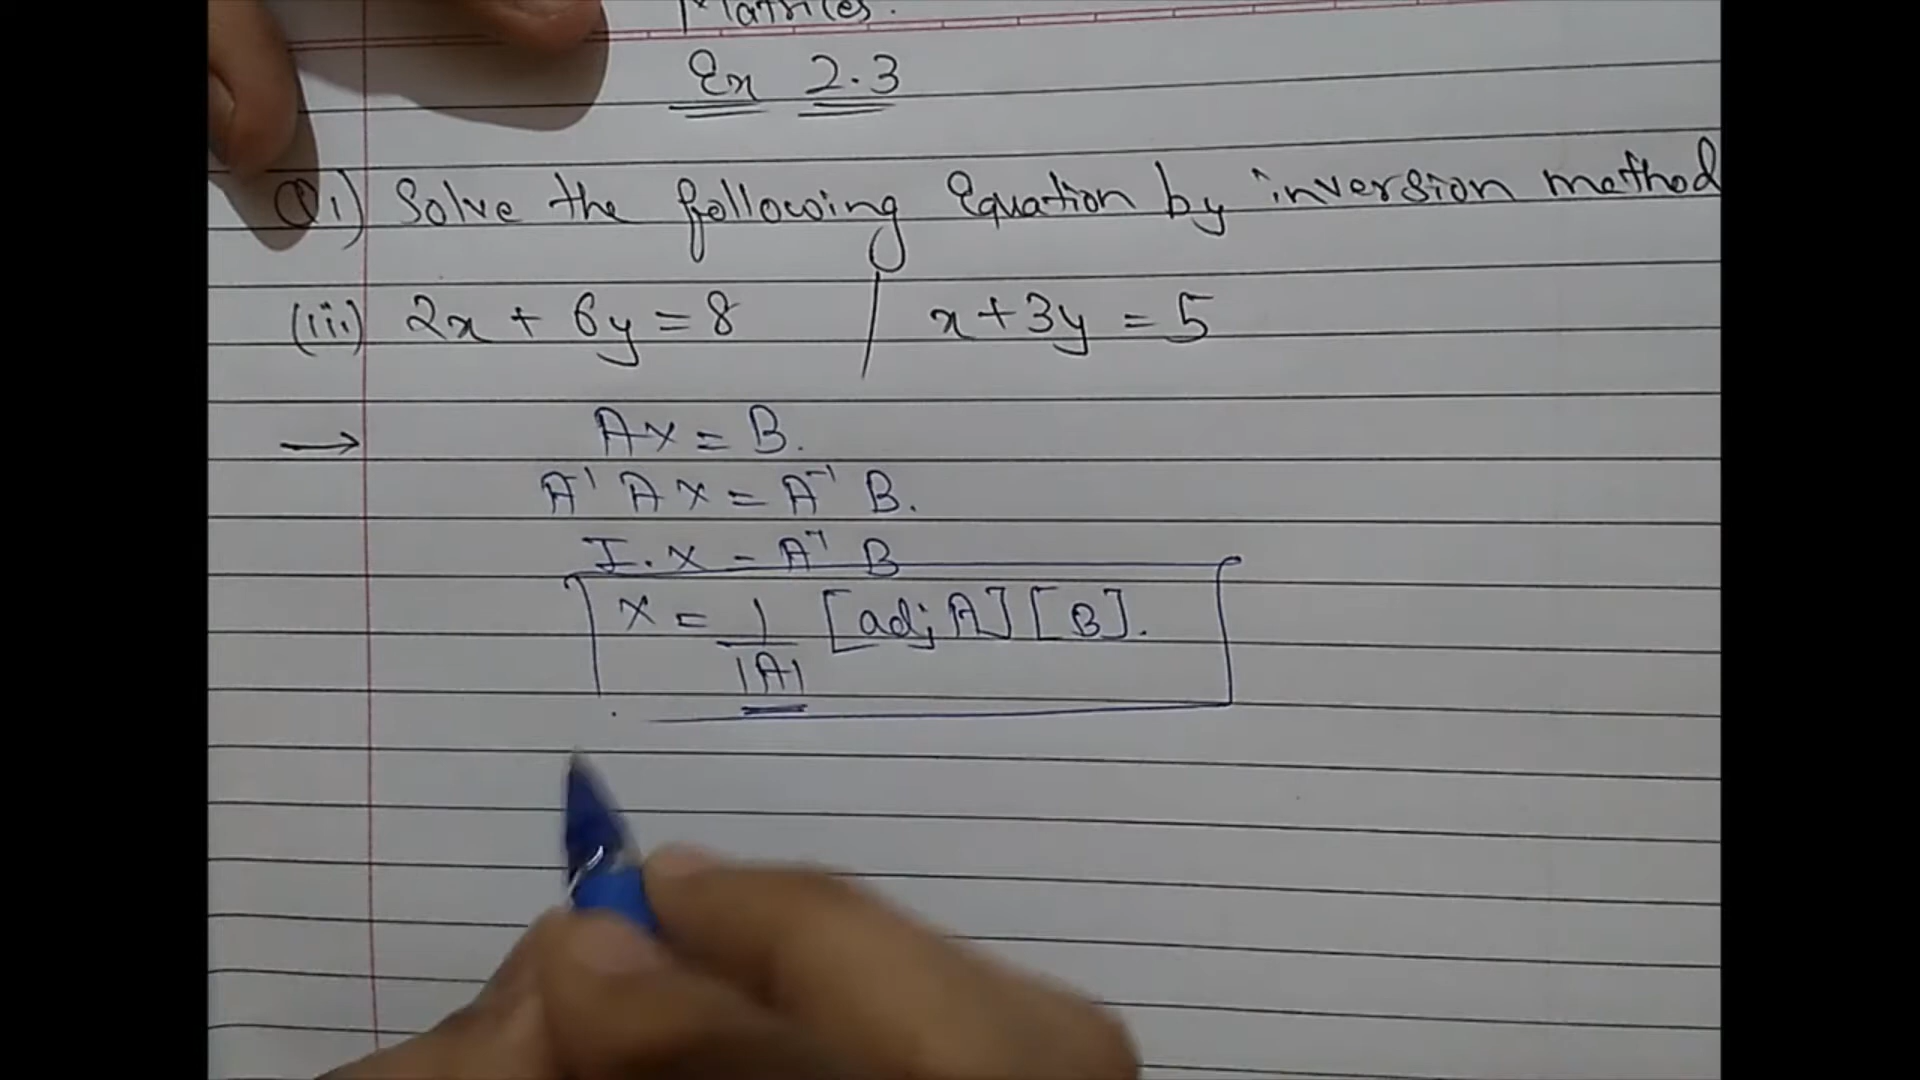 Matrices.
Ex 2.3
Q1) Solve the following Equation by inversion method
(iii) 2x + 6y = 8 / x + 3y = 5
→ AX = B.
A⁻¹ A X = A⁻¹ B.
I. X = A⁻¹ B
X = 1/|A| [adj A] [B].